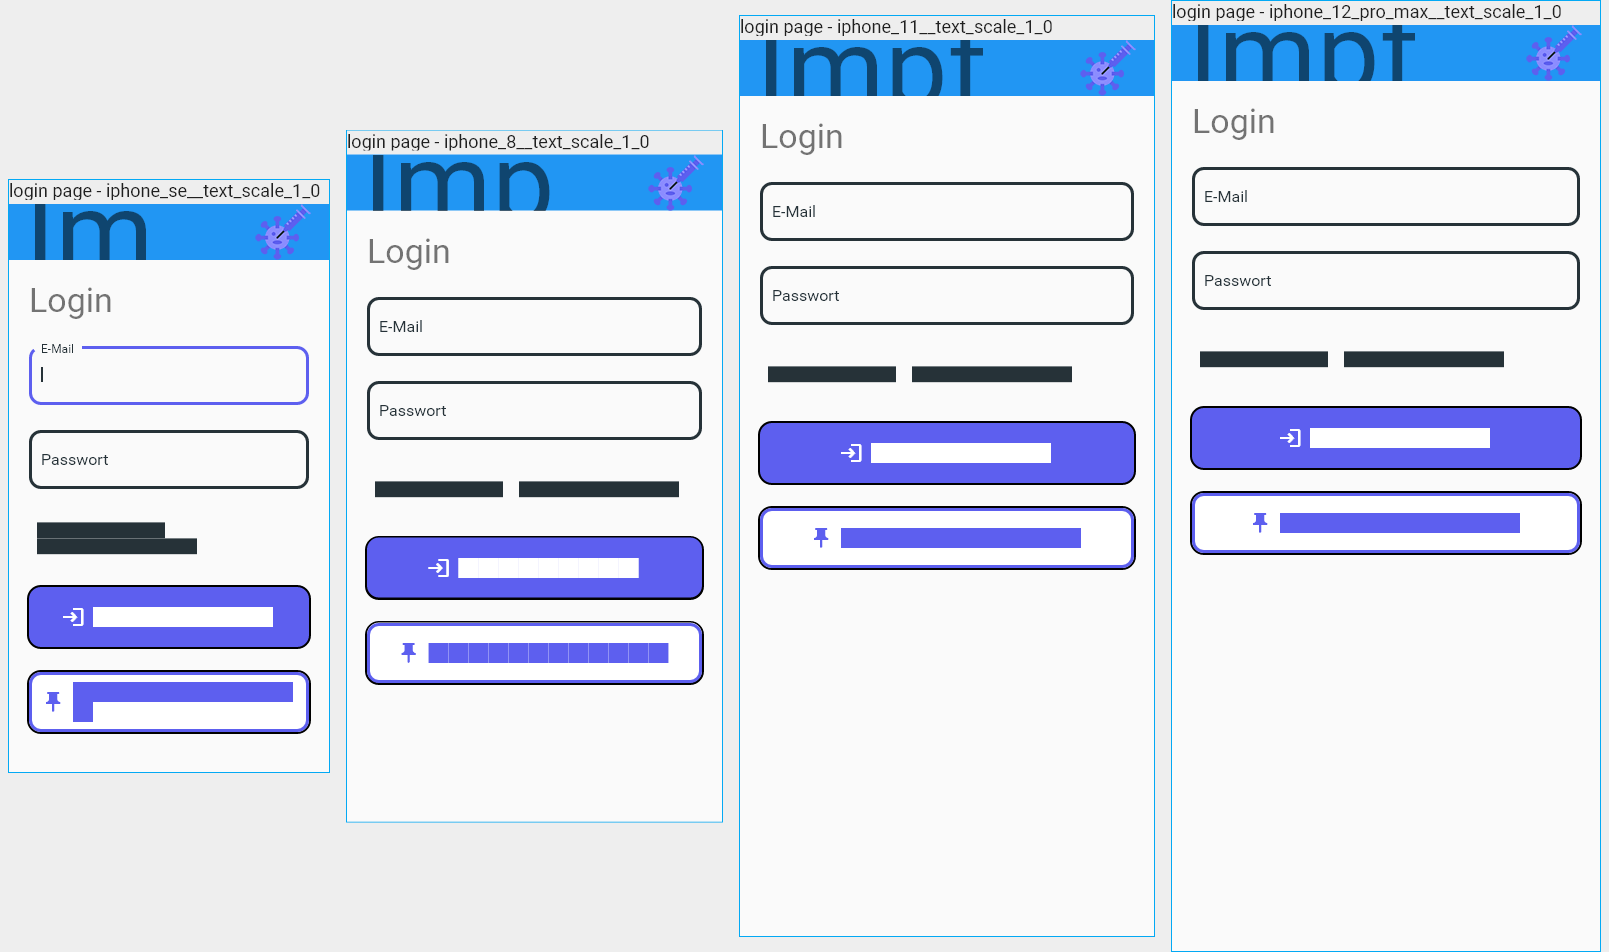 login page - iphone_se__text_scale_1_0
Im
Login
E-Mail
Passwort
login page - iphone_8__text_scale_1_0
Imp
Login
E-Mail
Passwort
login page - iphone_11__text_scale_1_0
Impf
Login
E-Mail
Passwort
login page - iphone_12_pro_max__text_scale_1_0
Impf
Login
E-Mail
Passwort